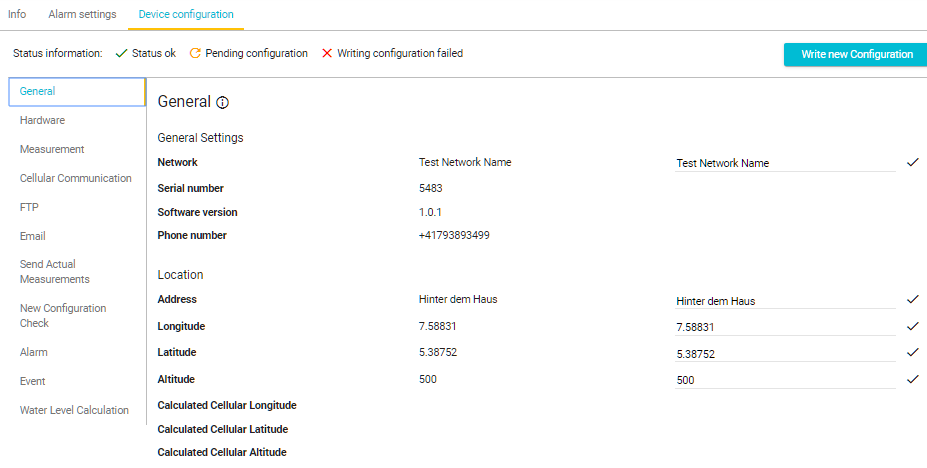 Info Alarm settings Device configuration
Status information: Status ok Pending configuration Writing configuration failed Write new Configuration
General
Hardware
Measurement
Cellular Communication
FTP
Email
Send Actual
Measurements
New Configuration
Check
Alarm
Event
Water Level Calculation
General
General Settings
Network Test Network Name Test Network Name
Serial number 5483
Software version 1.0.1
Phone number +41793893499
Location
Address Hinter dem Haus Hinter dem Haus
Longitude 7.58831 7.58831
Latitude 5.38752 5.38752
Altitude 500 500
Calculated Cellular Longitude
Calculated Cellular Latitude
Calculated Cellular Altitude